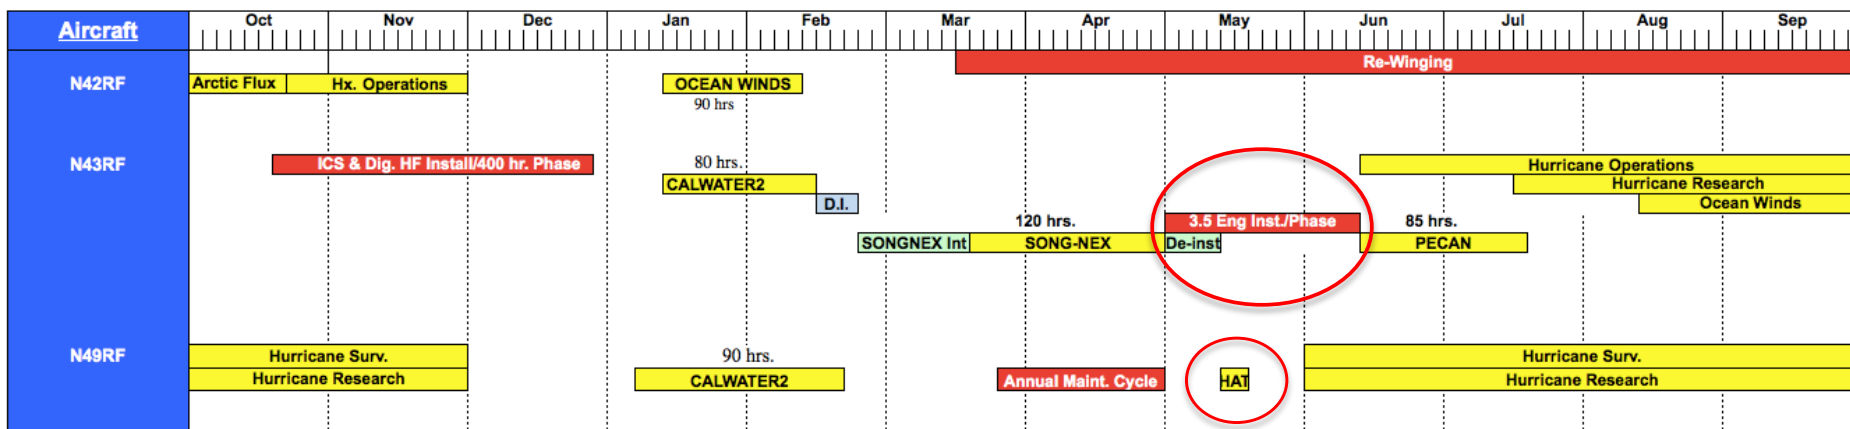 Aircraft
Oct Nov Dec Jan Feb Mar Apr May Jun Jul Aug Sep
Re-Winging
N42RF
Arctic Flux Hx. Operations OCEAN WINDS
90 hrs
N43RF
ICS & Dig. HF Install/400 hr. Phase 80 hrs. Hurricane Operations
CALWATER2 Hurricane Research
D.I. Ocean Winds
120 hrs. 3.5 Eng Inst./Phase 85 hrs.
SONGNEX Int SONG-NEX De-inst PECAN
N49RF
Hurricane Surv. 90 hrs. Hurricane Surv.
Hurricane Research CALWATER2 Annual Maint. Cycle HAT Hurricane Research